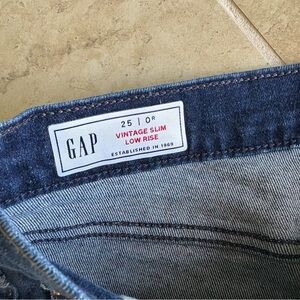 GAP
25 | 0R
VINTAGE SLIM
LOW RISE
ESTABLISHED IN 1969